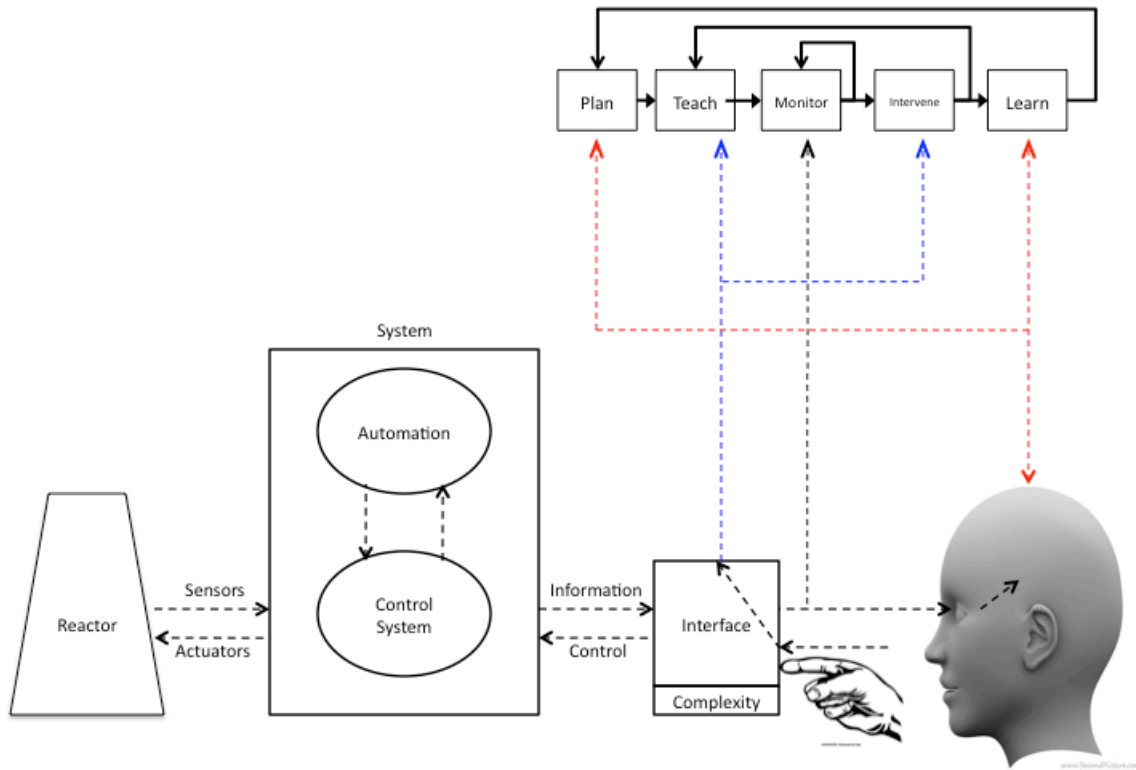 Plan
Teach
Monitor
Intervene
Learn
System
Automation
Sensors
Information
Reactor
Control
System
Interface
Actuators
Control
Complexity